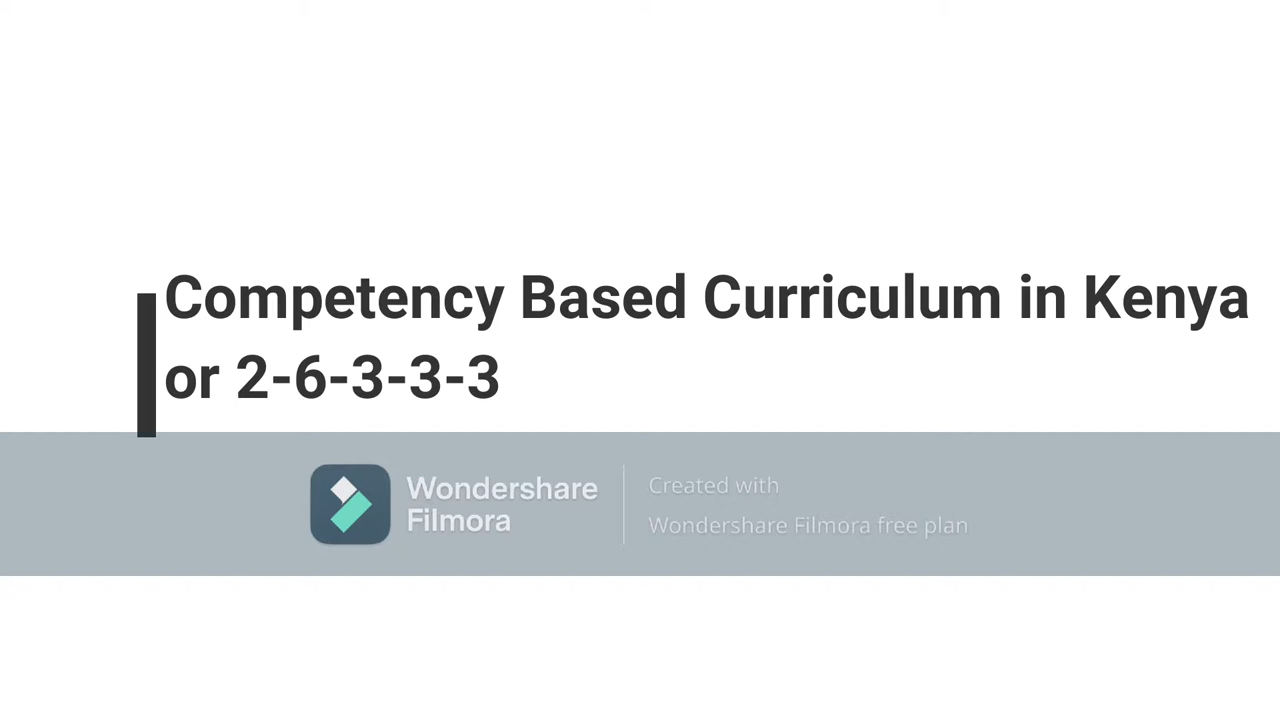 Competency Based Curriculum in Kenya
or 2-6-3-3-3
Wondershare
Filmora
Created with
Wondershare Filmora free plan